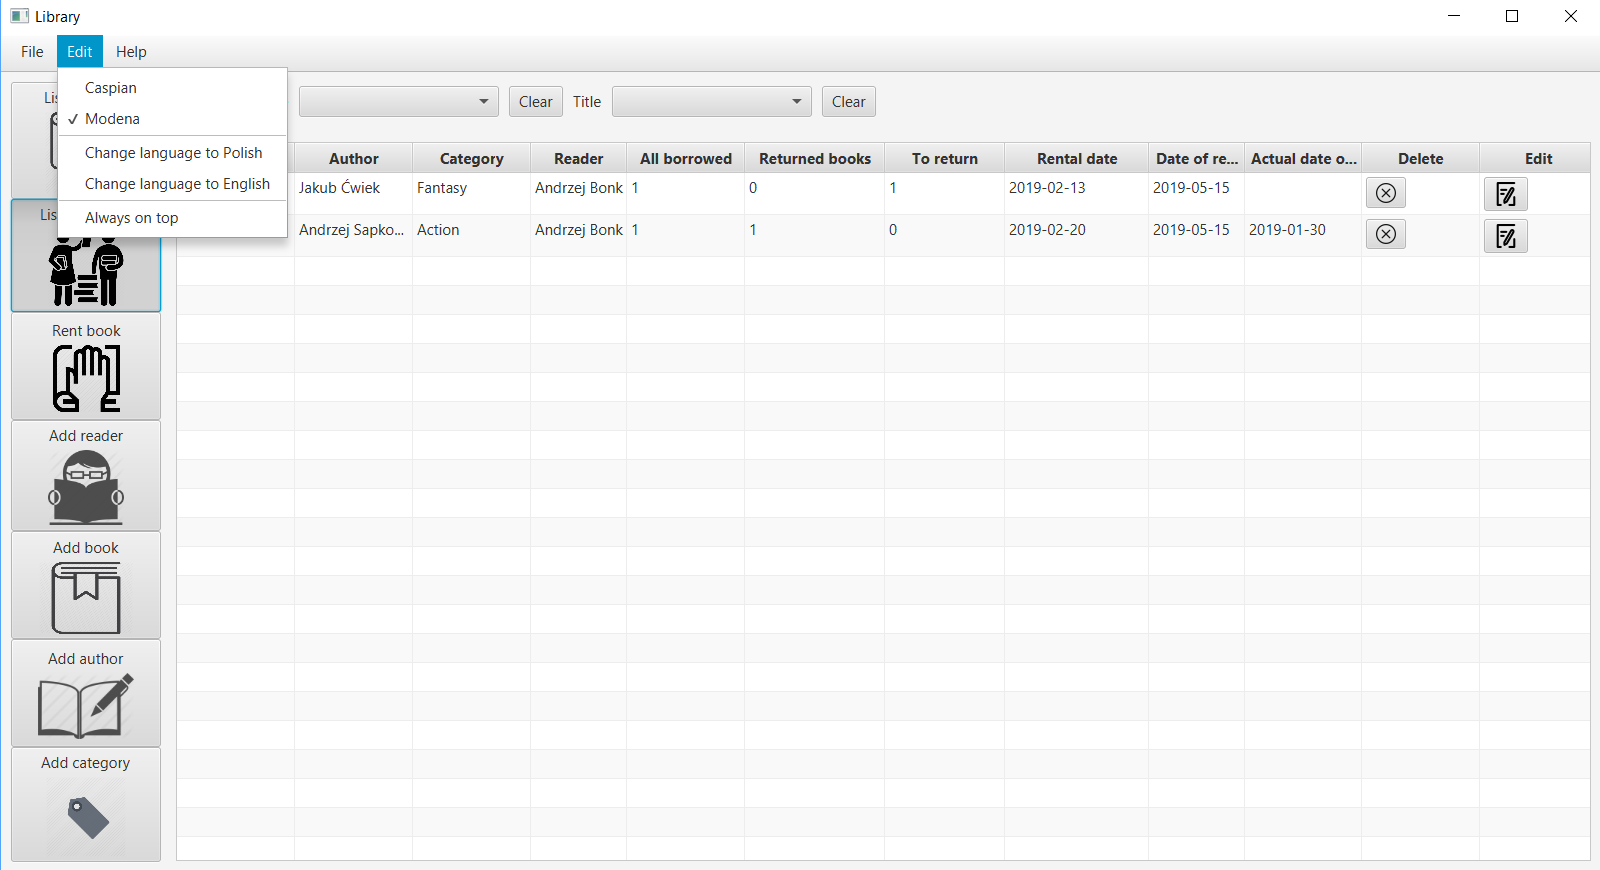 Library
File Edit Help
Caspian
✓ Modena
Change language to Polish
Change language to English
Always on top
Clear Title Clear
Author Category Reader All borrowed Returned books To return Rental date Date of re... Actual date o... Delete Edit
Jakub Ćwiek Fantasy Andrzej Bonk 1 0 1 2019-02-13 2019-05-15
Andrzej Sapko... Action Andrzej Bonk 1 1 0 2019-02-20 2019-05-15 2019-01-30
Rent book
Add reader
Add book
Add author
Add category